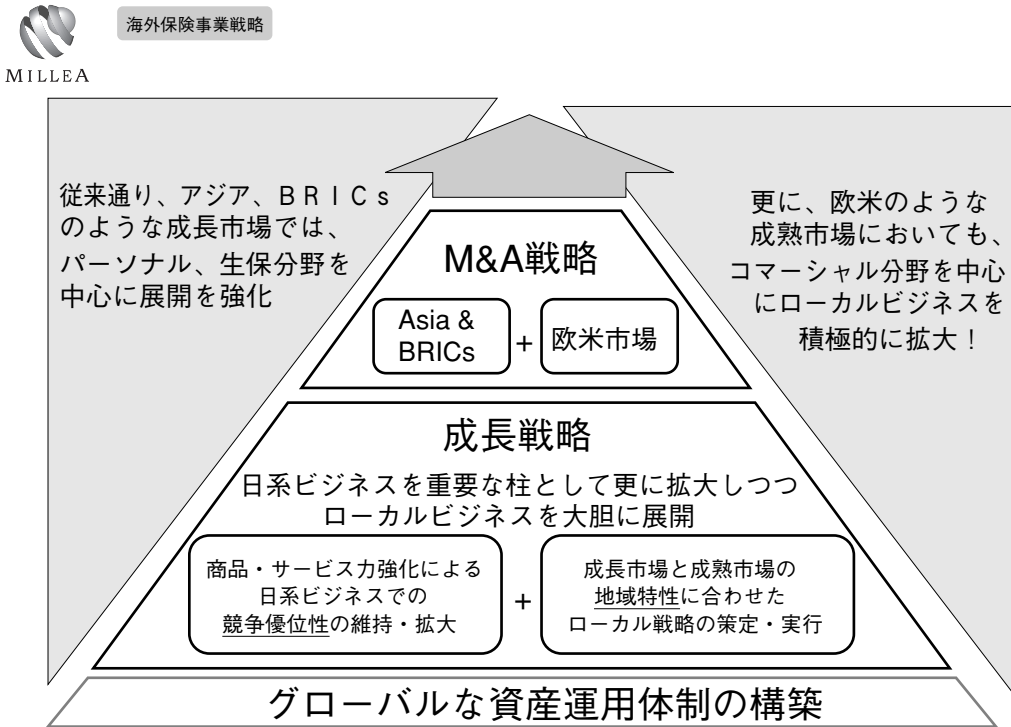 海外保険事業戦略
MILLEA
従来通り、アジア、ＢＲＩＣｓ
のような成長市場では、
パーソナル、生保分野を
中心に展開を強化
更に、欧米のような
成熟市場においても、
コマーシャル分野を中心
にローカルビジネスを
積極的に拡大！
M&A戦略
Asia &
BRICs
+
欧米市場
成長戦略
日系ビジネスを重要な柱として更に拡大しつつ
ローカルビジネスを大胆に展開
商品・サービス力強化による
日系ビジネスでの
競争優位性の維持・拡大
+
成長市場と成熟市場の
地域特性に合わせた
ローカル戦略の策定・実行
グローバルな資産運用体制の構築